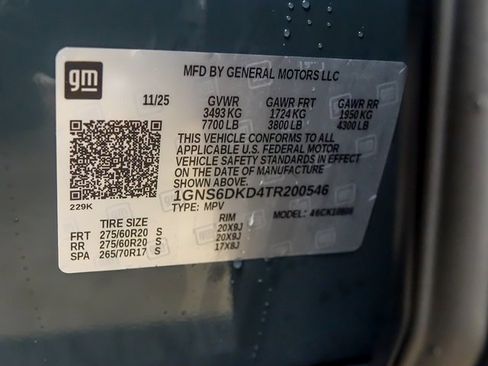 gm
MFD BY GENERAL MOTORS LLC
11/25 GVWR GAWR FRT GAWR RR
3493 KG 1724 KG 1950 KG
7700 LB 3800 LB 4300 LB
THIS VEHICLE CONFORMS TO ALL
APPLICABLE U.S. FEDERAL MOTOR
VEHICLE SAFETY STANDARDS IN EFFECT
ON THE DATE OF MANUFACTURE
SHOWN ABOVE.
229K
1GNS6DKD4TR200546
TYPE: MPV MODEL:
TIRE SIZE RIM
FRT 275/60R20 S 20X9J
RR 275/60R20 S 20X9J
SPA 265/70R17 S 17X8J